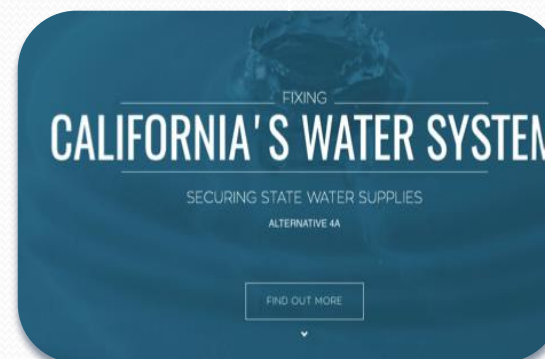 FIXING
CALIFORNIA'S WATER SYSTEM
SECURING STATE WATER SUPPLIES
ALTERNATIVE 4A
FIND OUT MORE